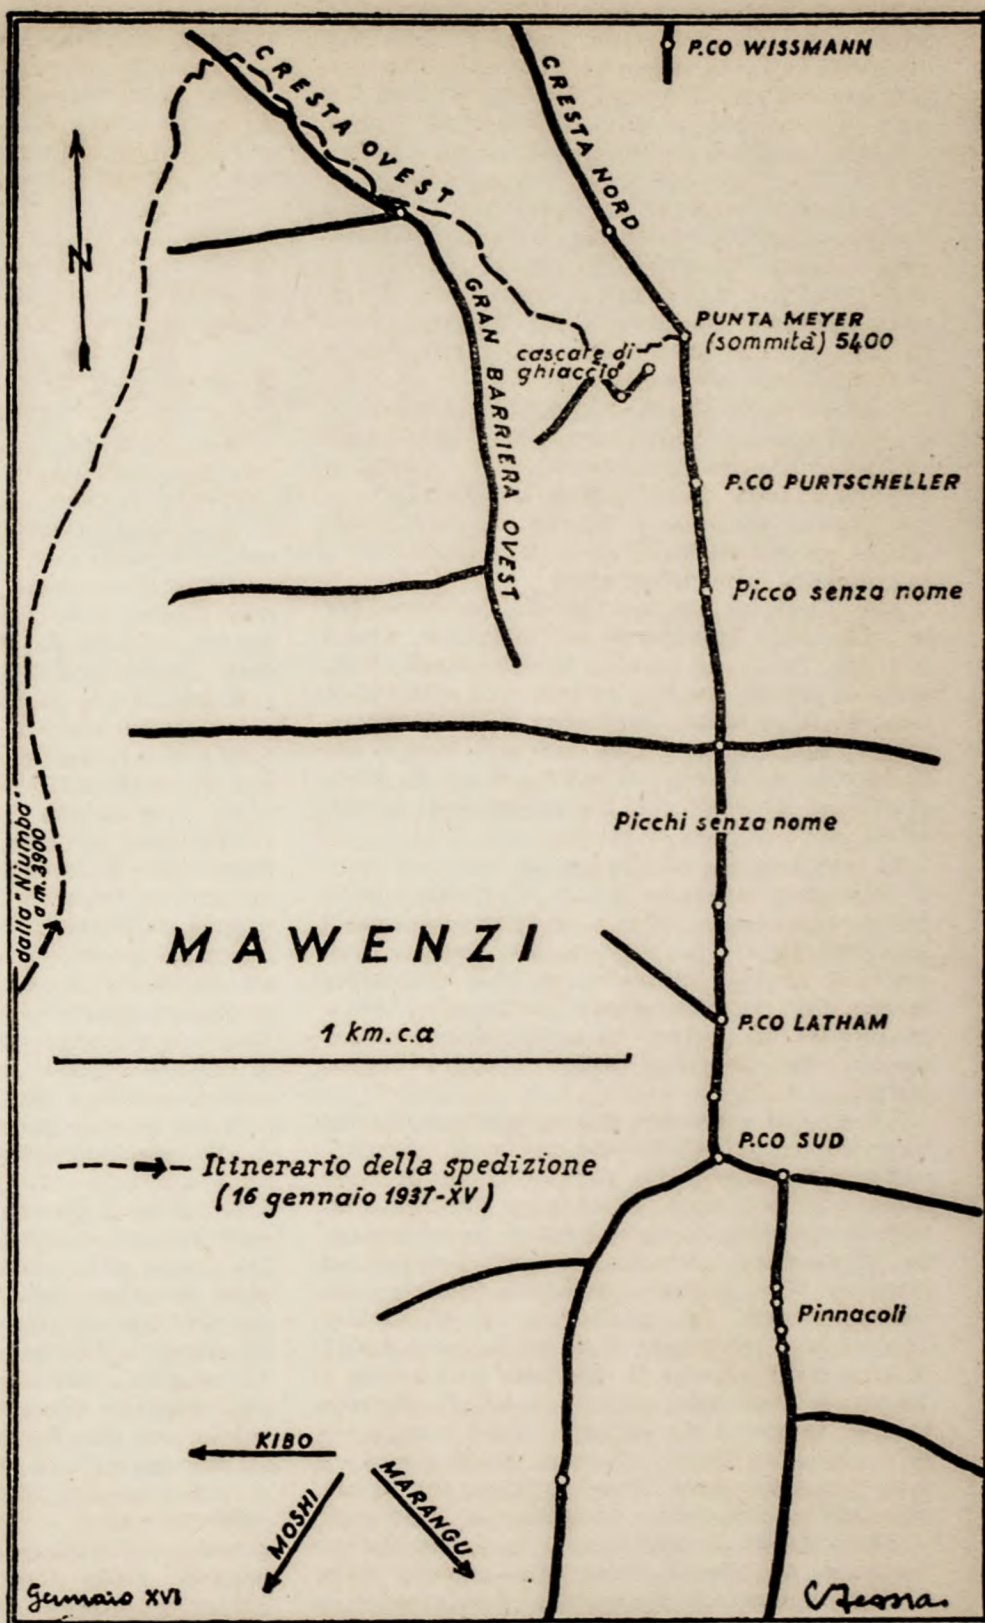 P.CO WISSMANN
CRESTA OVEST
CRESTA NORD
N
GRAN BARRIERA OVEST
PUNTA MEYER
(sommità) 5400
cascate di
ghiaccio
P.CO PURTSCHELLER
Picco senza nome
Picchi senza nome
dalla "Niumba"
a m. 3900
MAWENZI
1 km. c.a
P.CO LATHAM
P.CO SUD
Itinerario della spedizione
(16 gennaio 1937-XV)
Pinnacoli
KIBO
MOSHI
MARANGU
Gennaio XVI